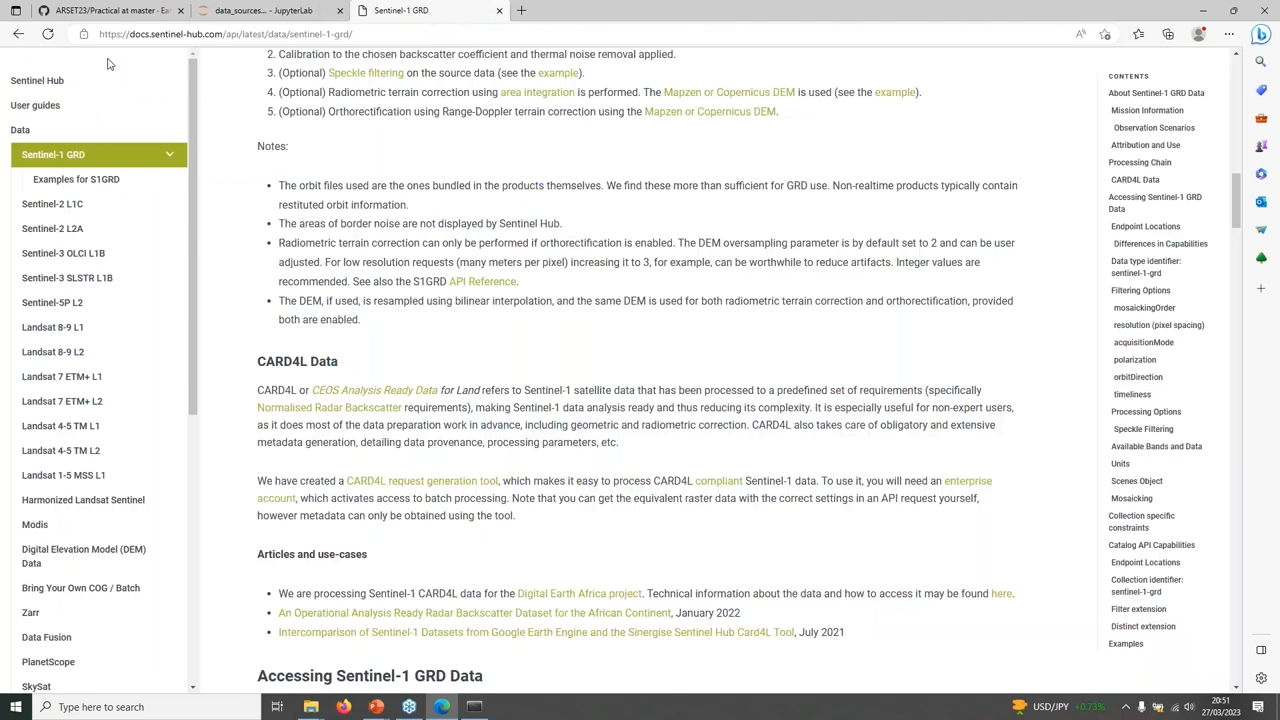 ARSET23/Practical at master · Ea
data_sources... - JupyterLab
Sentinel-1 GRD
https://docs.sentinel-hub.com/api/latest/data/sentinel-1-grd/
Sentinel Hub
User guides
Data
Sentinel-1 GRD
Examples for S1GRD
Sentinel-2 L1C
Sentinel-2 L2A
Sentinel-3 OLCI L1B
Sentinel-3 SLSTR L1B
Sentinel-5P L2
Landsat 8-9 L1
Landsat 8-9 L2
Landsat 7 ETM+ L1
Landsat 7 ETM+ L2
Landsat 4-5 TM L1
Landsat 4-5 TM L2
Landsat 1-5 MSS L1
Harmonized Landsat Sentinel
Modis
Digital Elevation Model (DEM)
Data
Bring Your Own COG / Batch
Zarr
Data Fusion
PlanetScope
SkySat
2. Calibration to the chosen backscatter coefficient and thermal noise removal applied.
3. (Optional) Speckle filtering on the source data (see the example).
4. (Optional) Radiometric terrain correction using area integration is performed. The Mapzen or Copernicus DEM is used (see the example).
5. (Optional) Orthorectification using Range-Doppler terrain correction using the Mapzen or Copernicus DEM.
Notes:
• The orbit files used are the ones bundled in the products themselves. We find these more than sufficient for GRD use. Non-realtime products typically contain
restituted orbit information.
• The areas of border noise are not displayed by Sentinel Hub.
• Radiometric terrain correction can only be performed if orthorectification is enabled. The DEM oversampling parameter is by default set to 2 and can be user
adjusted. For low resolution requests (many meters per pixel) increasing it to 3, for example, can be worthwhile to reduce artifacts. Integer values are
recommended. See also the S1GRD API Reference.
• The DEM, if used, is resampled using bilinear interpolation, and the same DEM is used for both radiometric terrain correction and orthorectification, provided
both are enabled.
CARD4L Data
CARD4L or CEOS Analysis Ready Data for Land refers to Sentinel-1 satellite data that has been processed to a predefined set of requirements (specifically
Normalised Radar Backscatter requirements), making Sentinel-1 data analysis ready and thus reducing its complexity. It is especially useful for non-expert users,
as it does most of the data preparation work in advance, including geometric and radiometric correction. CARD4L also takes care of obligatory and extensive
metadata generation, detailing data provenance, processing parameters, etc.
We have created a CARD4L request generation tool, which makes it easy to process CARD4L compliant Sentinel-1 data. To use it, you will need an enterprise
account, which activates access to batch processing. Note that you can get the equivalent raster data with the correct settings in an API request yourself,
however metadata can only be obtained using the tool.
Articles and use-cases
• We are processing Sentinel-1 CARD4L data for the Digital Earth Africa project. Technical information about the data and how to access it may be found here.
• An Operational Analysis Ready Radar Backscatter Dataset for the African Continent, January 2022
• Intercomparison of Sentinel-1 Datasets from Google Earth Engine and the Sinergise Sentinel Hub Card4L Tool, July 2021
Accessing Sentinel-1 GRD Data
CONTENTS
About Sentinel-1 GRD Data
Mission Information
Observation Scenarios
Attribution and Use
Processing Chain
CARD4L Data
Accessing Sentinel-1 GRD
Data
Endpoint Locations
Differences in Capabilities
Data type identifier:
sentinel-1-grd
Filtering Options
mosaickingOrder
resolution (pixel spacing)
acquisitionMode
polarization
orbitDirection
timeliness
Processing Options
Speckle Filtering
Available Bands and Data
Units
Scenes Object
Mosaicking
Collection specific
constraints
Catalog API Capabilities
Endpoint Locations
Collection identifier:
sentinel-1-grd
Filter extension
Distinct extension
Examples
Type here to search
USD/JPY +0.73%
20:51
27/03/2023